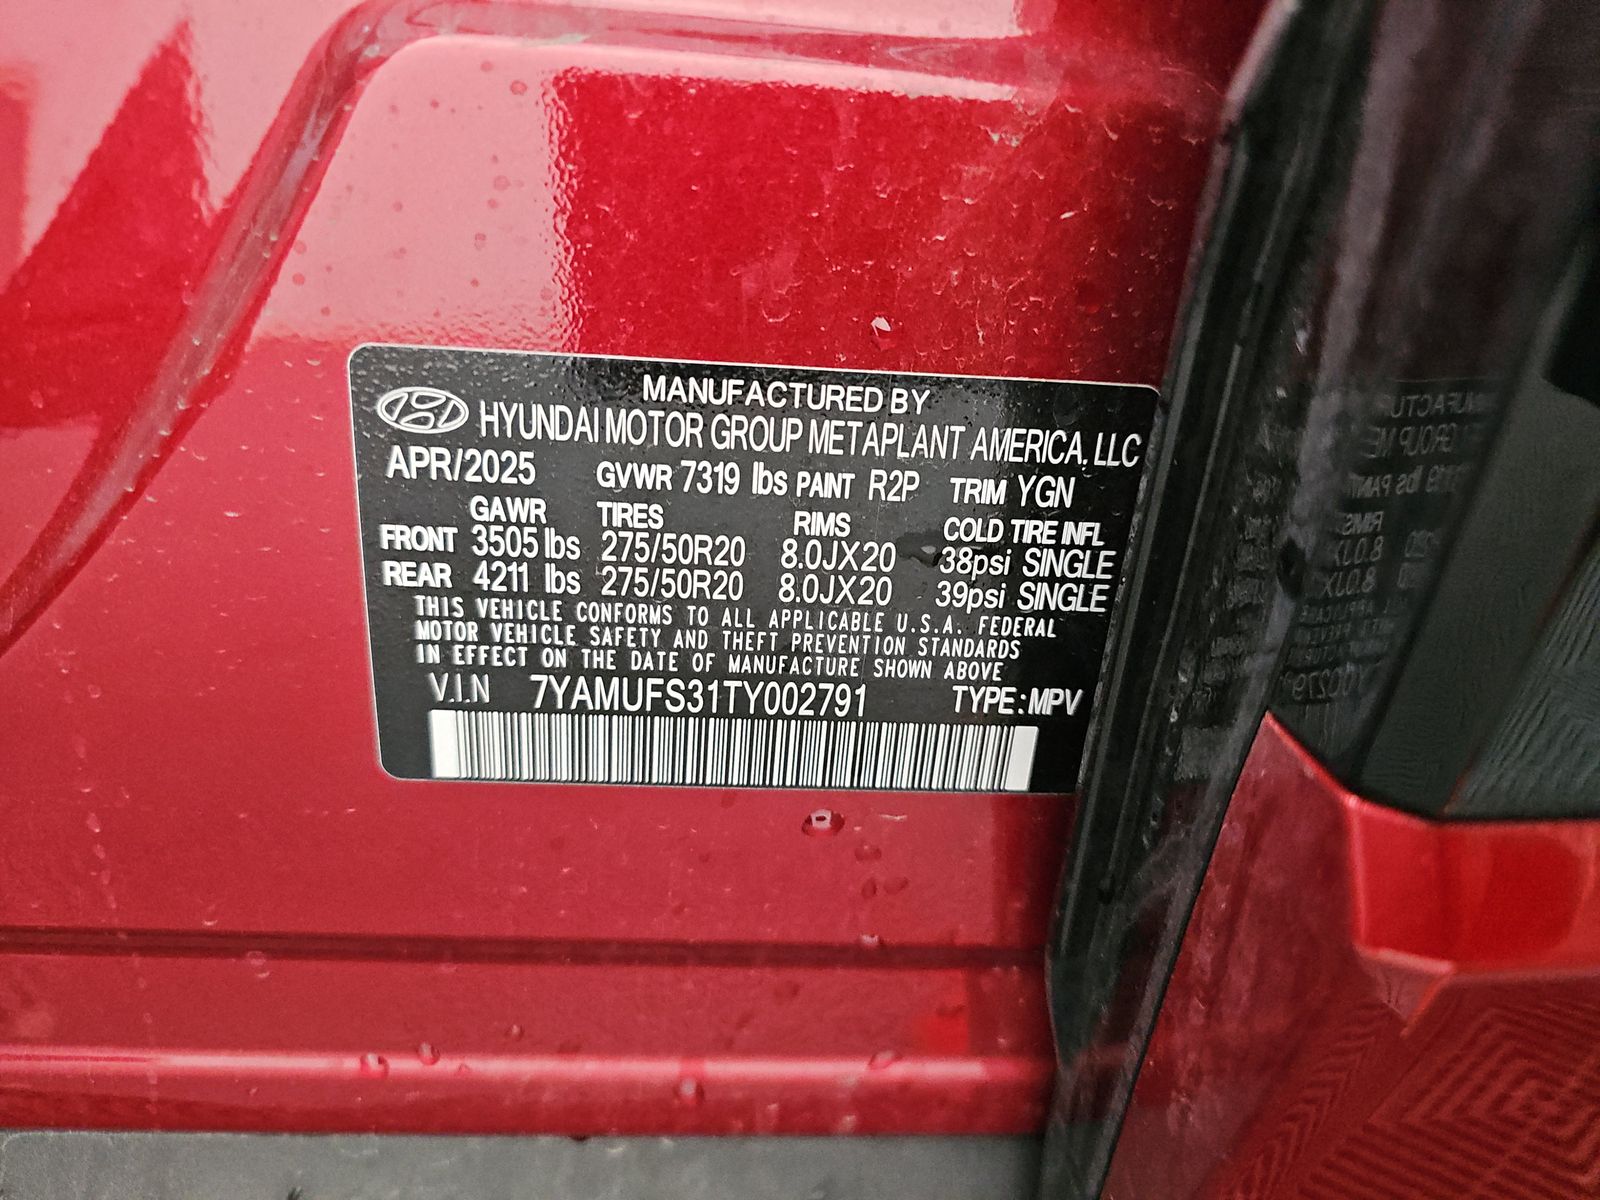 MANUFACTURED BY
HYUNDAI MOTOR GROUP METAPLANT AMERICA, LLC
APR/2025 GVWR 7319 lbs PAINT R2P TRIM YGN
GAWR TIRES RIMS COLD TIRE INFL
FRONT 3505 lbs 275/50R20 8.0JX20 38psi SINGLE
REAR 4211 lbs 275/50R20 8.0JX20 39psi SINGLE
THIS VEHICLE CONFORMS TO ALL APPLICABLE U.S.A. FEDERAL
MOTOR VEHICLE SAFETY AND THEFT PREVENTION STANDARDS
IN EFFECT ON THE DATE OF MANUFACTURE SHOWN ABOVE
V.I.N 7YAMUFS31TY002791 TYPE:MPV